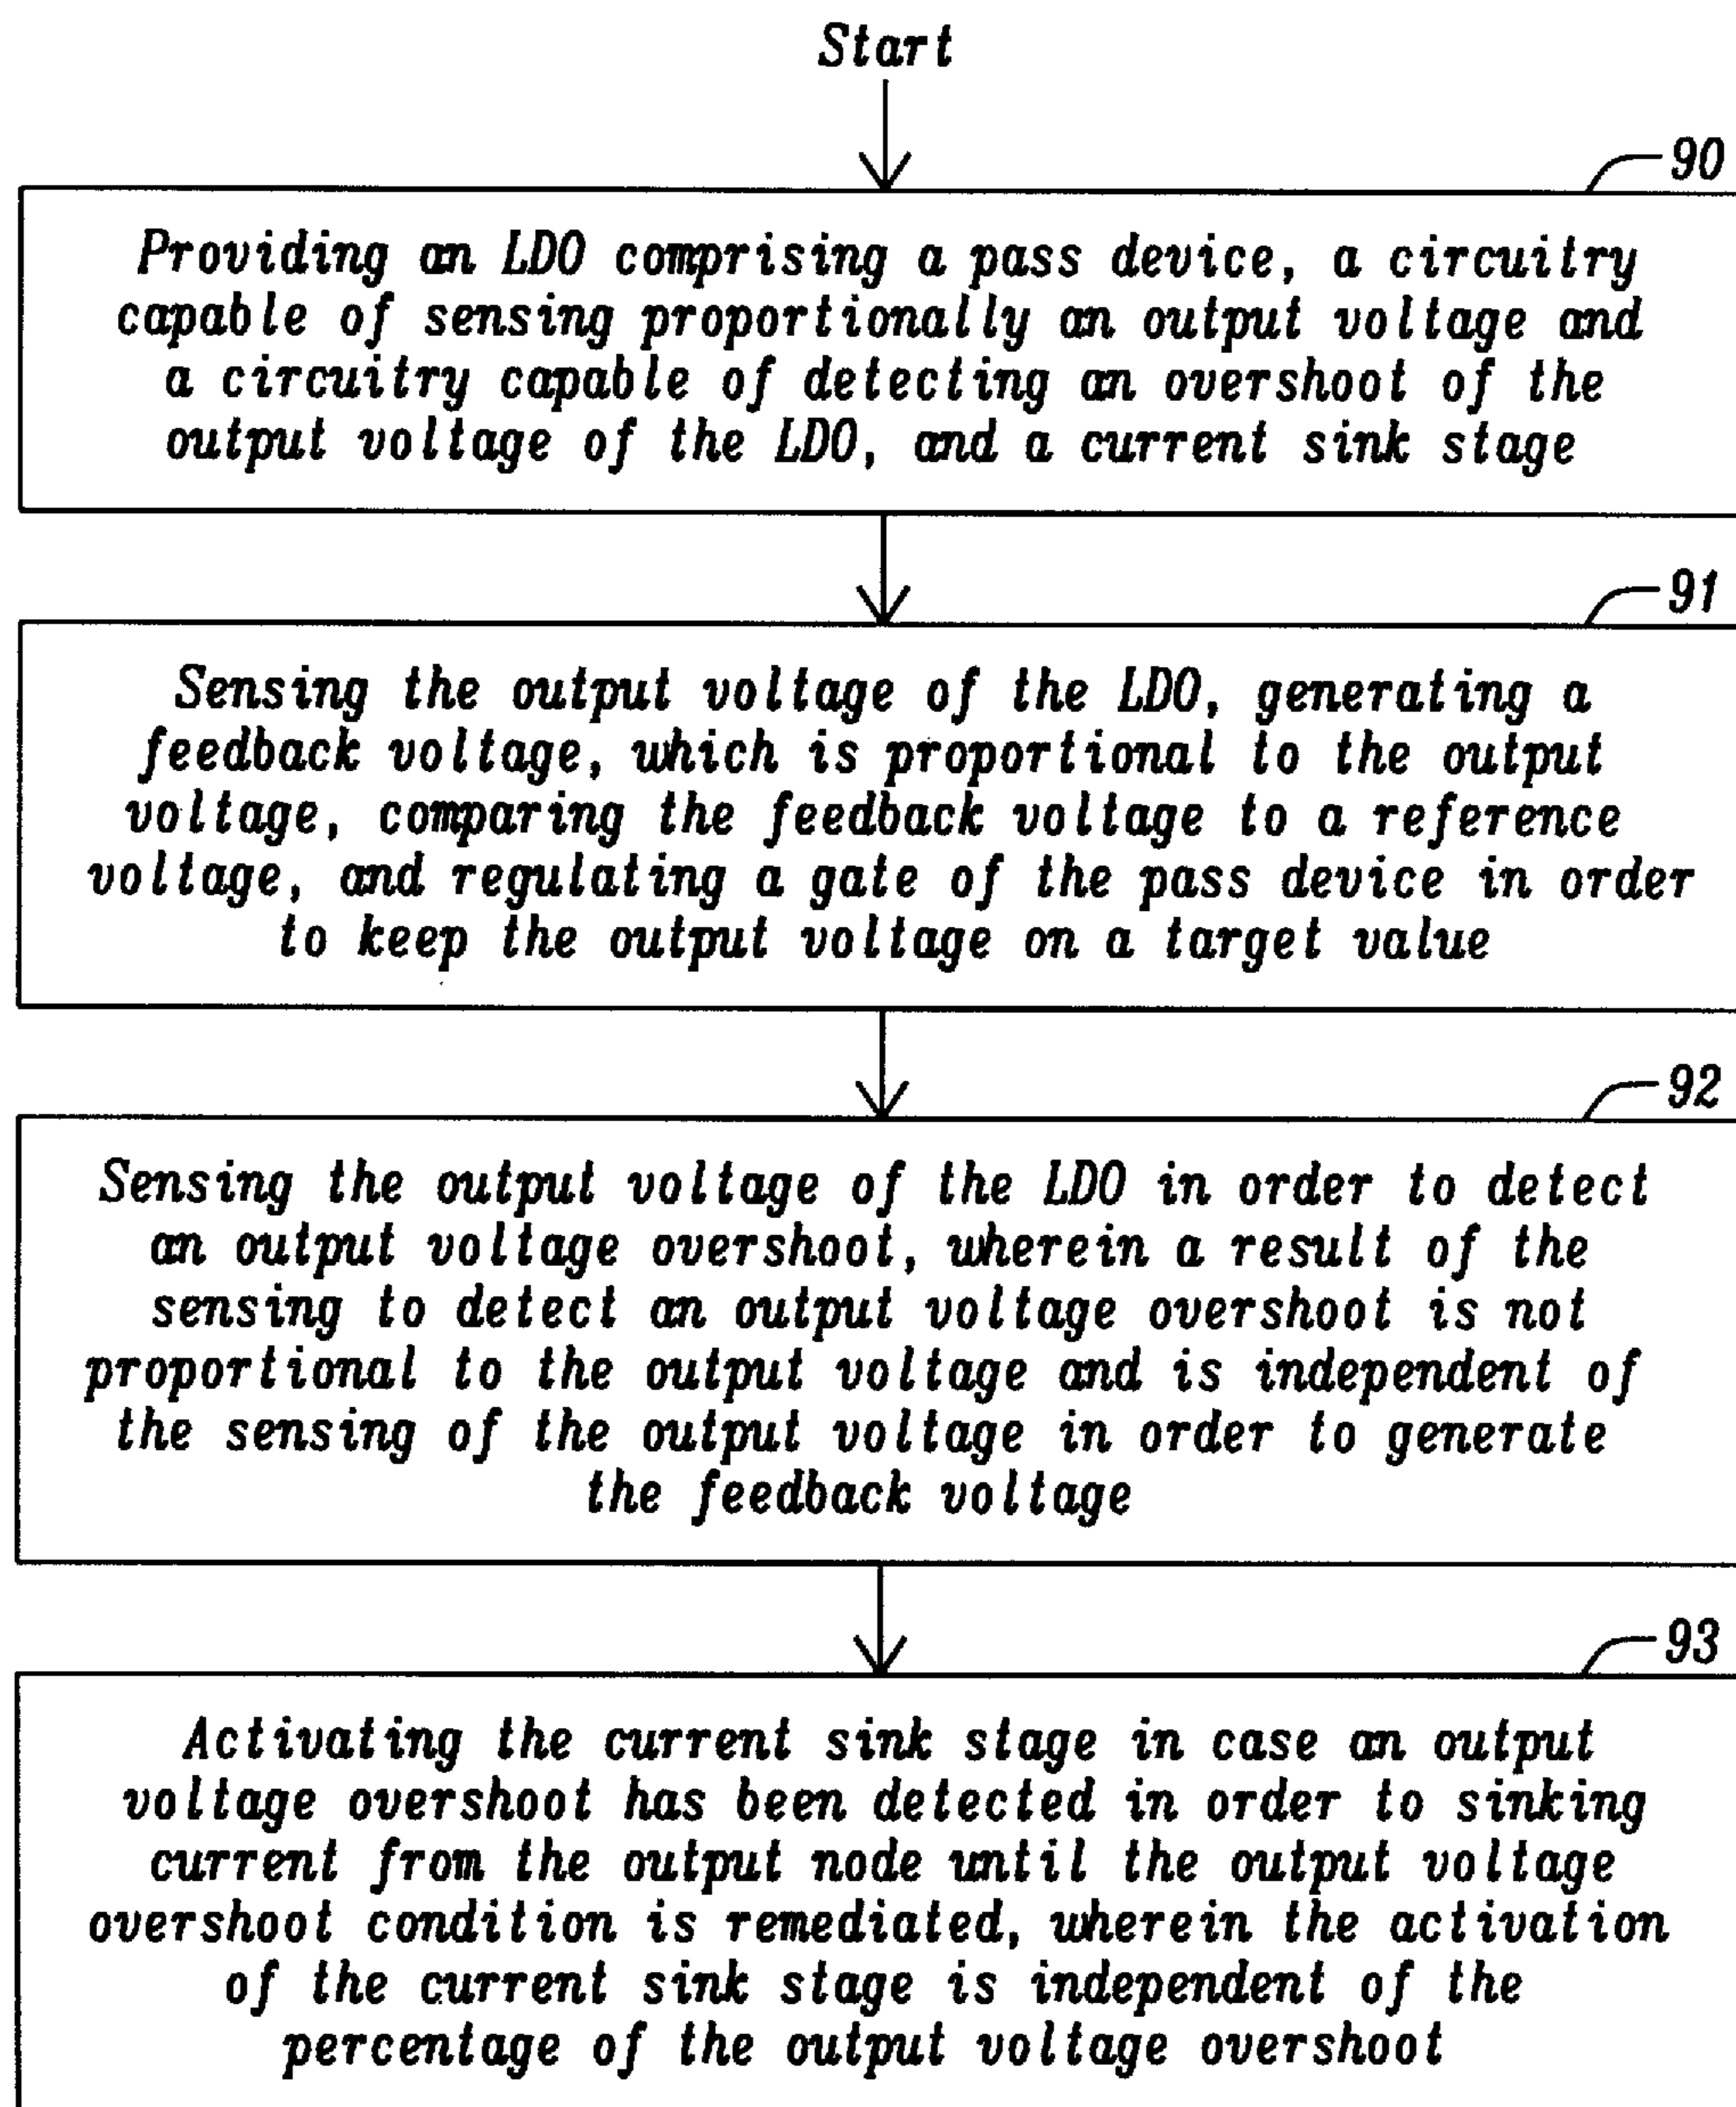 Start
90
Providing an LDO comprising a pass device, a circuitry
capable of sensing proportionally an output voltage and
a circuitry capable of detecting an overshoot of the
output voltage of the LDO, and a current sink stage
91
Sensing the output voltage of the LDO, generating a
feedback voltage, which is proportional to the output
voltage, comparing the feedback voltage to a reference
voltage, and regulating a gate of the pass device in order
to keep the output voltage on a target value
92
Sensing the output voltage of the LDO in order to detect
an output voltage overshoot, wherein a result of the
sensing to detect an output voltage overshoot is not
proportional to the output voltage and is independent of
the sensing of the output voltage in order to generate
the feedback voltage
93
Activating the current sink stage in case an output
voltage overshoot has been detected in order to sinking
current from the output node until the output voltage
overshoot condition is remediated, wherein the activation
of the current sink stage is independent of the
percentage of the output voltage overshoot